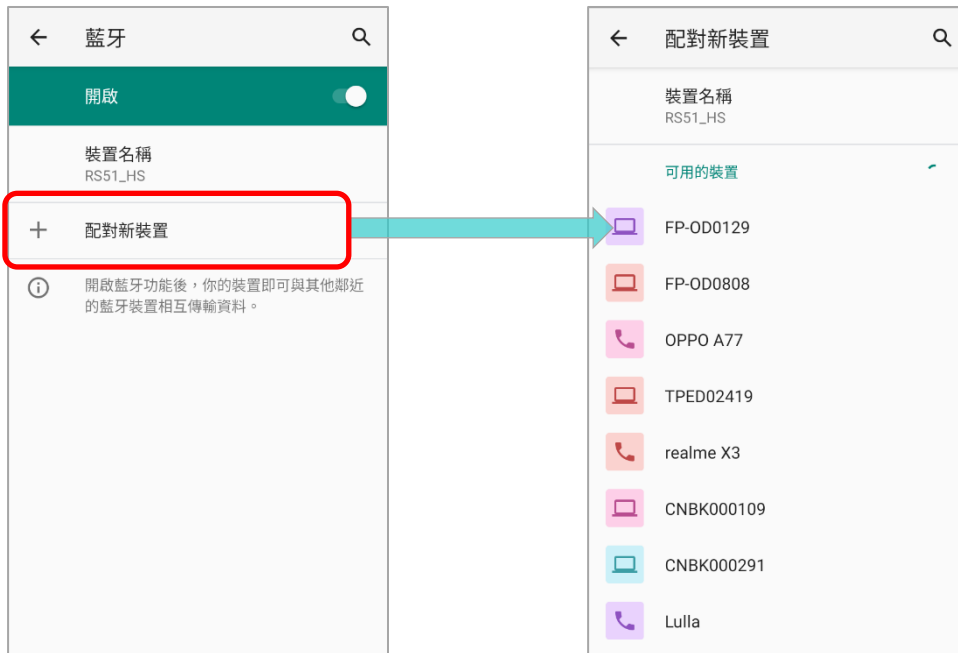 藍牙
開啟
裝置名稱
RS51_HS
配對新裝置
開啟藍牙功能後，你的裝置即可與其他鄰近
的藍牙裝置相互傳輸資料。
配對新裝置
裝置名稱
RS51_HS
可用的裝置
FP-OD0129
FP-OD0808
OPPO A77
TPED02419
realme X3
CNBK000109
CNBK000291
Lulla